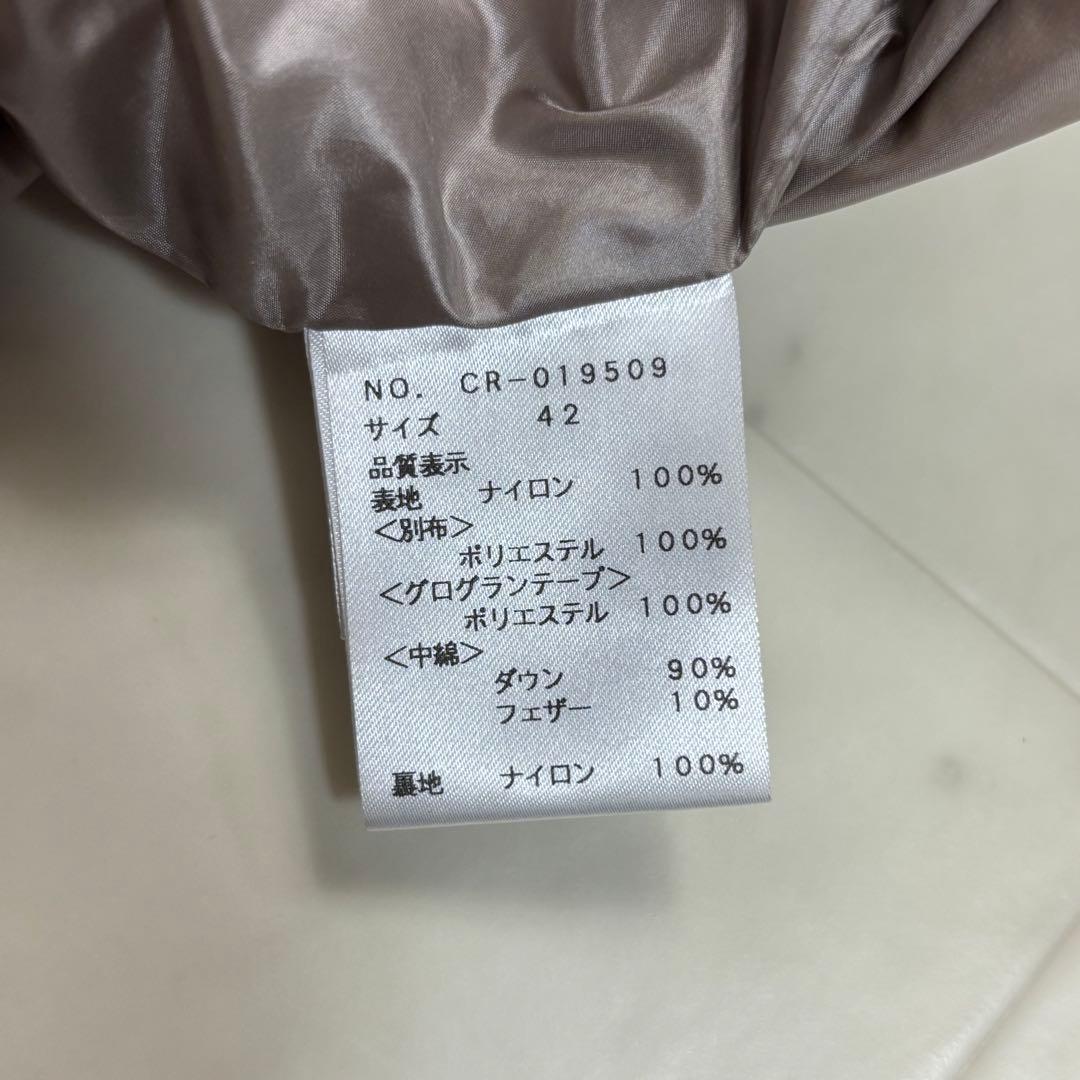 NO. CR-019509
サイズ 42
品質表示
表地 ナイロン 100%
<別布>
ポリエステル 100%
<グログランテープ>
ポリエステル 100%
<中綿>
ダウン 90%
フェザー 10%
裏地 ナイロン 100%